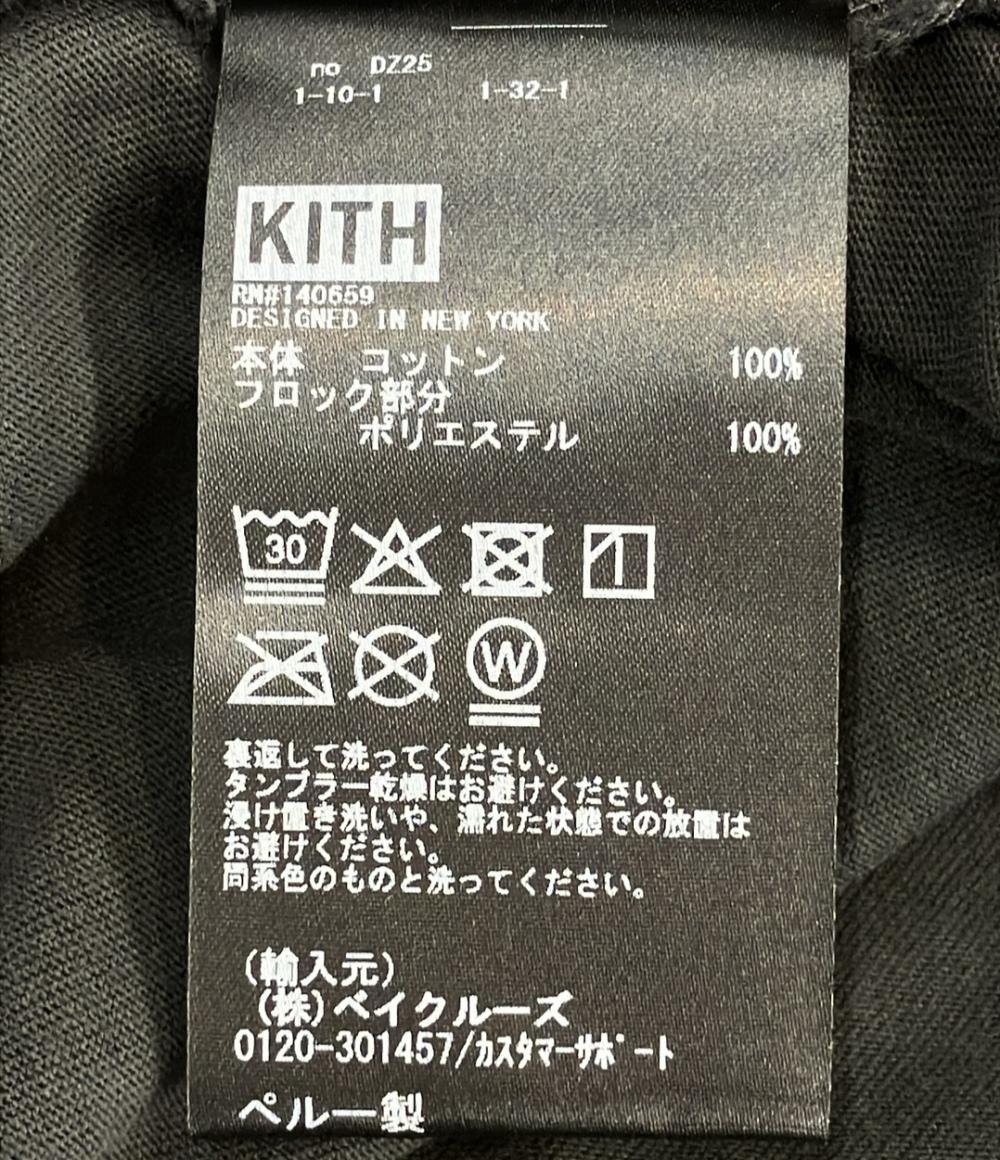 no DZ25
1-10-1 1-32-1
KITH
RN#140659
DESIGNED IN NEW YORK
本体 コットン 100%
フロック部分
ポリエステル 100%
30
W
裏返して洗ってください。
タンブラー乾燥はお避けください。
浸け置き洗いや、濡れた状態での放置は
お避けください。
同系色のものと洗ってください。
(輸入元)
(株)ベイクルーズ
0120-301457/ｶｽﾀﾏｰｻﾎﾟｰﾄ
ペルー製